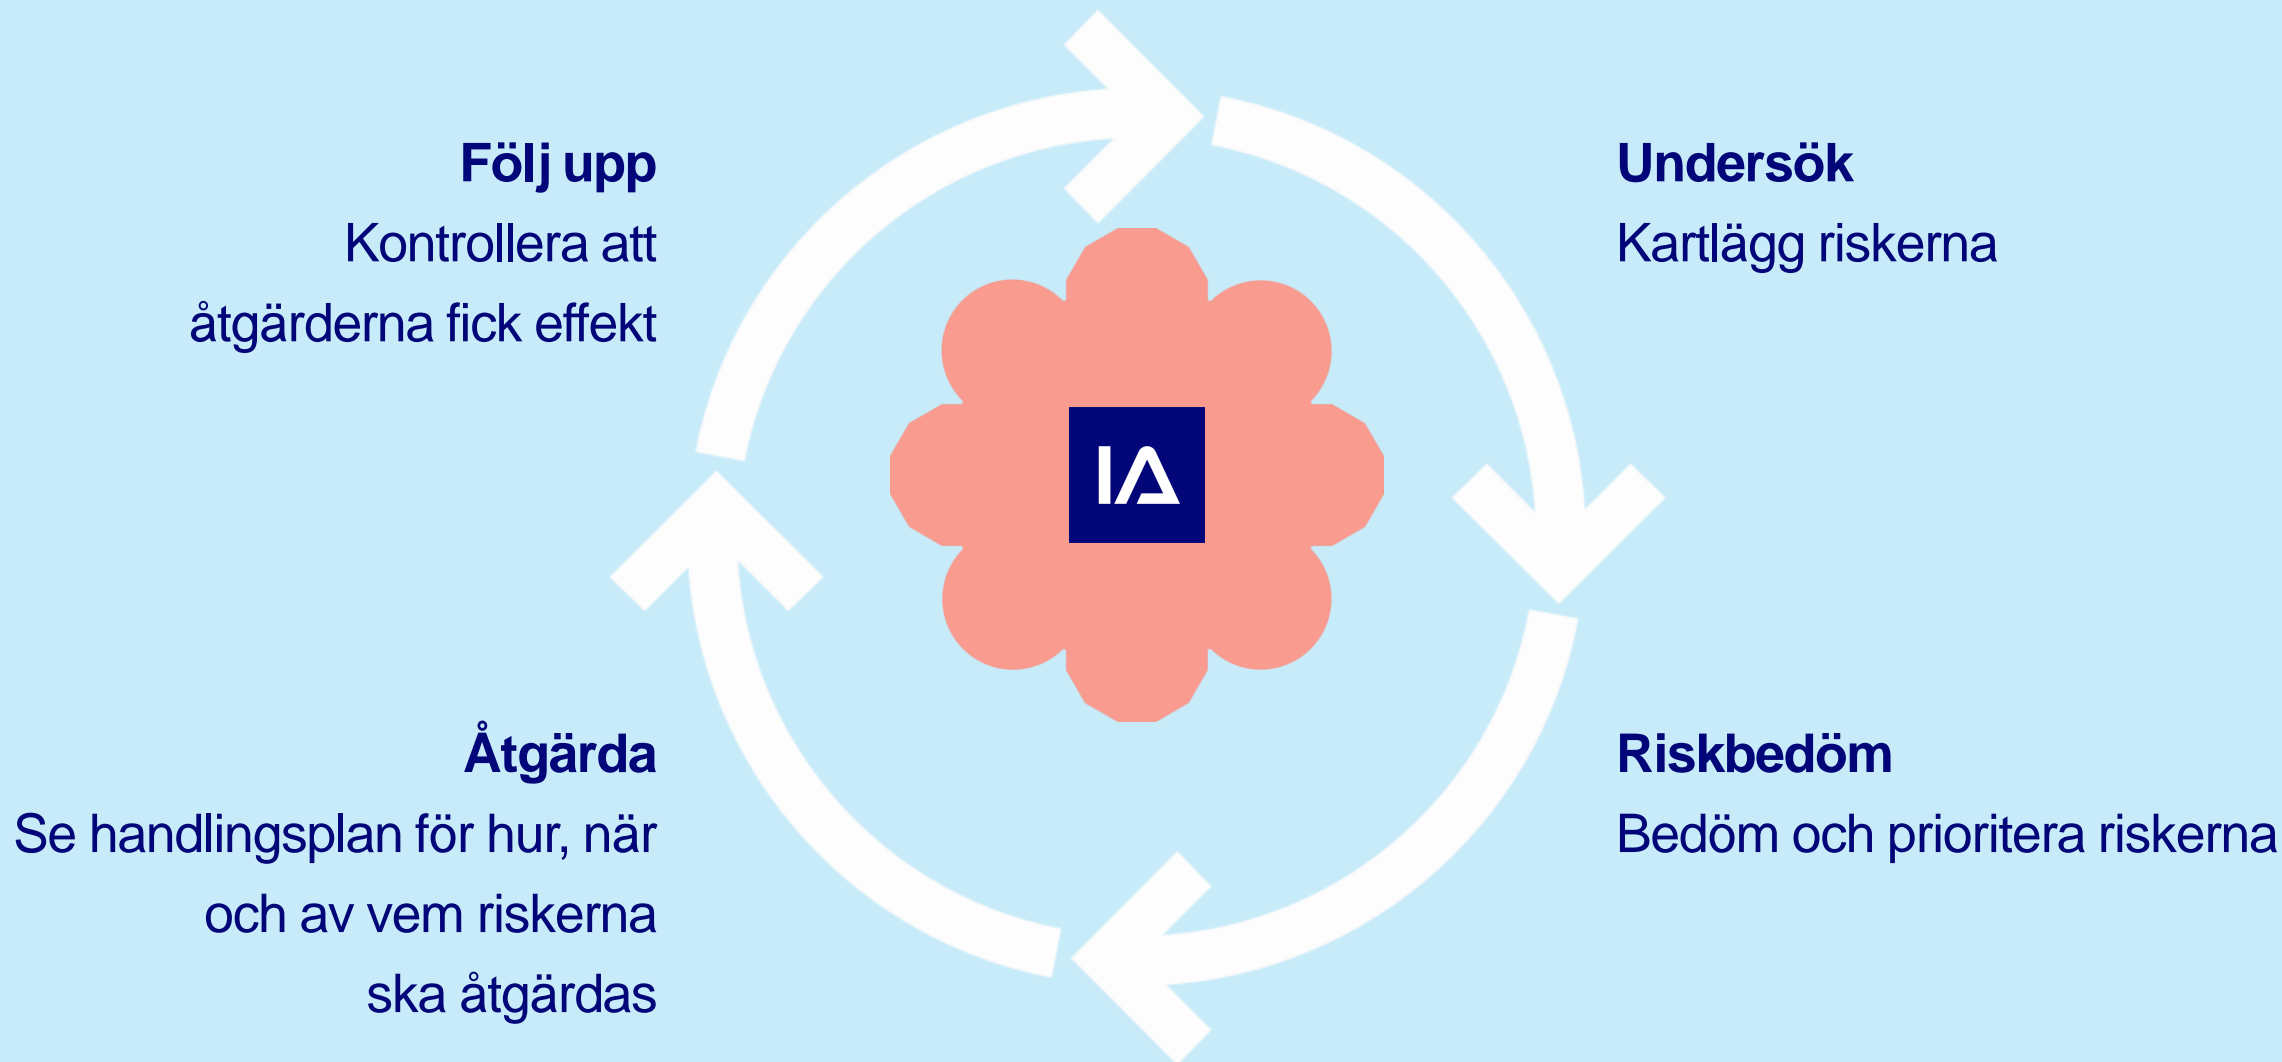 Följ upp
Kontrollera att
åtgärderna fick effekt
Undersök
Kartlägg riskerna
IA
Åtgärda
Se handlingsplan för hur, när
och av vem riskerna
ska åtgärdas
Riskbedöm
Bedöm och prioritera riskerna